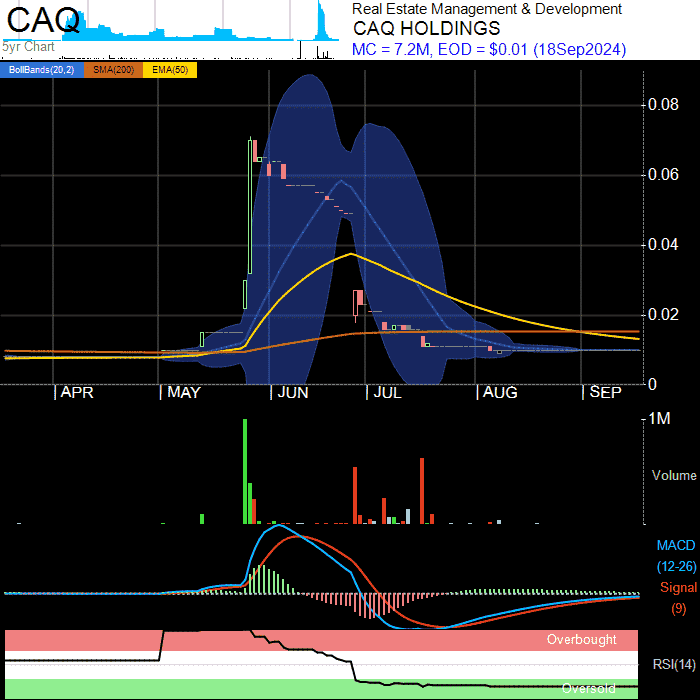 CAQ
5yr Chart
Real Estate Management & Development
CAQ HOLDINGS
MC = 7.2M, EOD = $0.01 (18Sep2024)
BollBands(20,2) SMA(200) EMA(50)
0.08
0.06
0.04
0.02
0
APR MAY JUN JUL AUG SEP
1M
Volume
MACD
(12-26)
Signal
(9)
Overbought
RSI(14)
Oversold